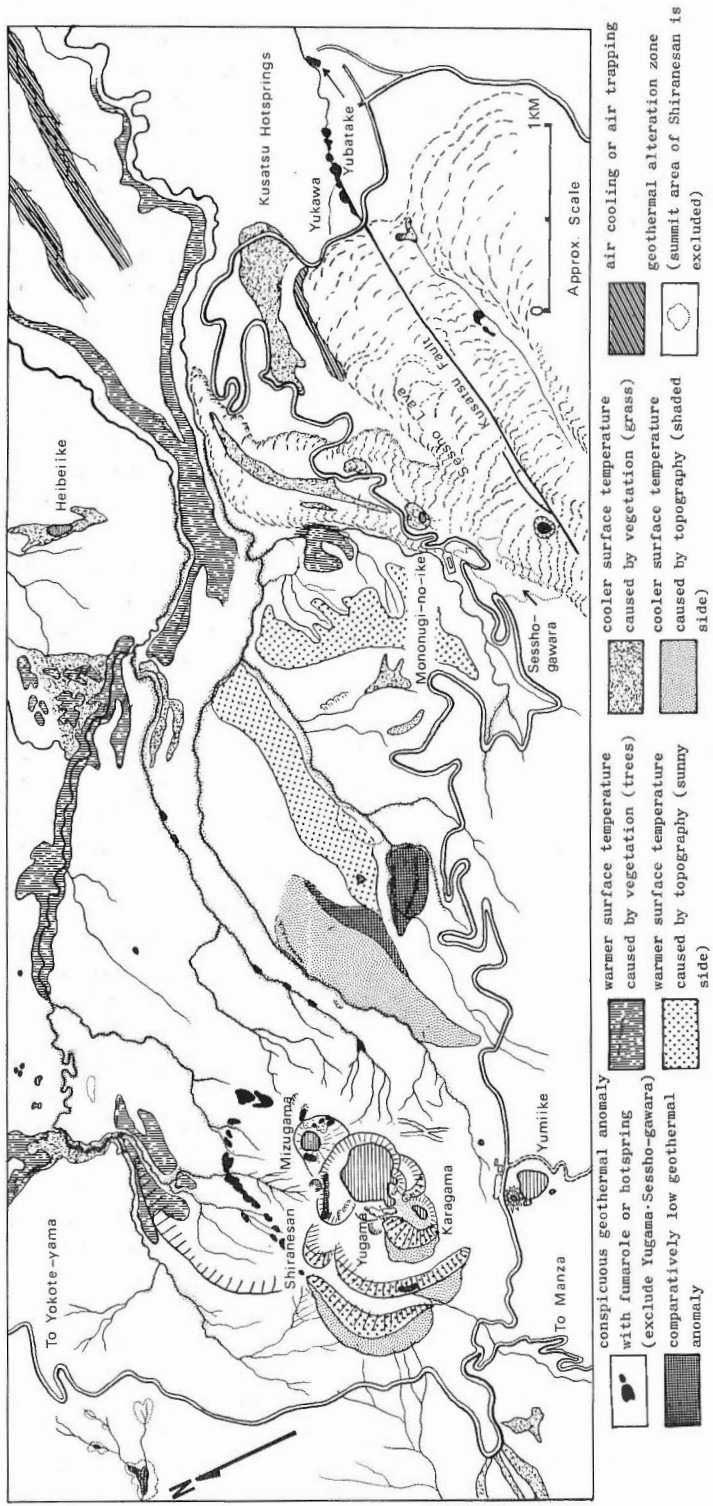 N
To Yokote-yama
Heibeiike
Kusatsu Hotsprings
Yukawa
Yubatake
Shiranesan
Mizugama
Yugama
Karagama
Mononugi-no-ike
Sessho Lava
Kusatsu Fault
Sessho-
gawara
Yumiike
To Manza
0 1KM
Approx. Scale
conspicuous geothermal anomaly
with fumarole or hotspring
(exclude Yugama·Sessho-gawara)
comparatively low geothermal
anomaly
warmer surface temperature
caused by vegetation (trees)
warmer surface temperature
caused by topography (sunny
side)
cooler surface temperature
caused by vegetation (grass)
cooler surface temperature
caused by topography (shaded
side)
air cooling or air trapping
geothermal alteration zone
(summit area of Shiranesan is
excluded)